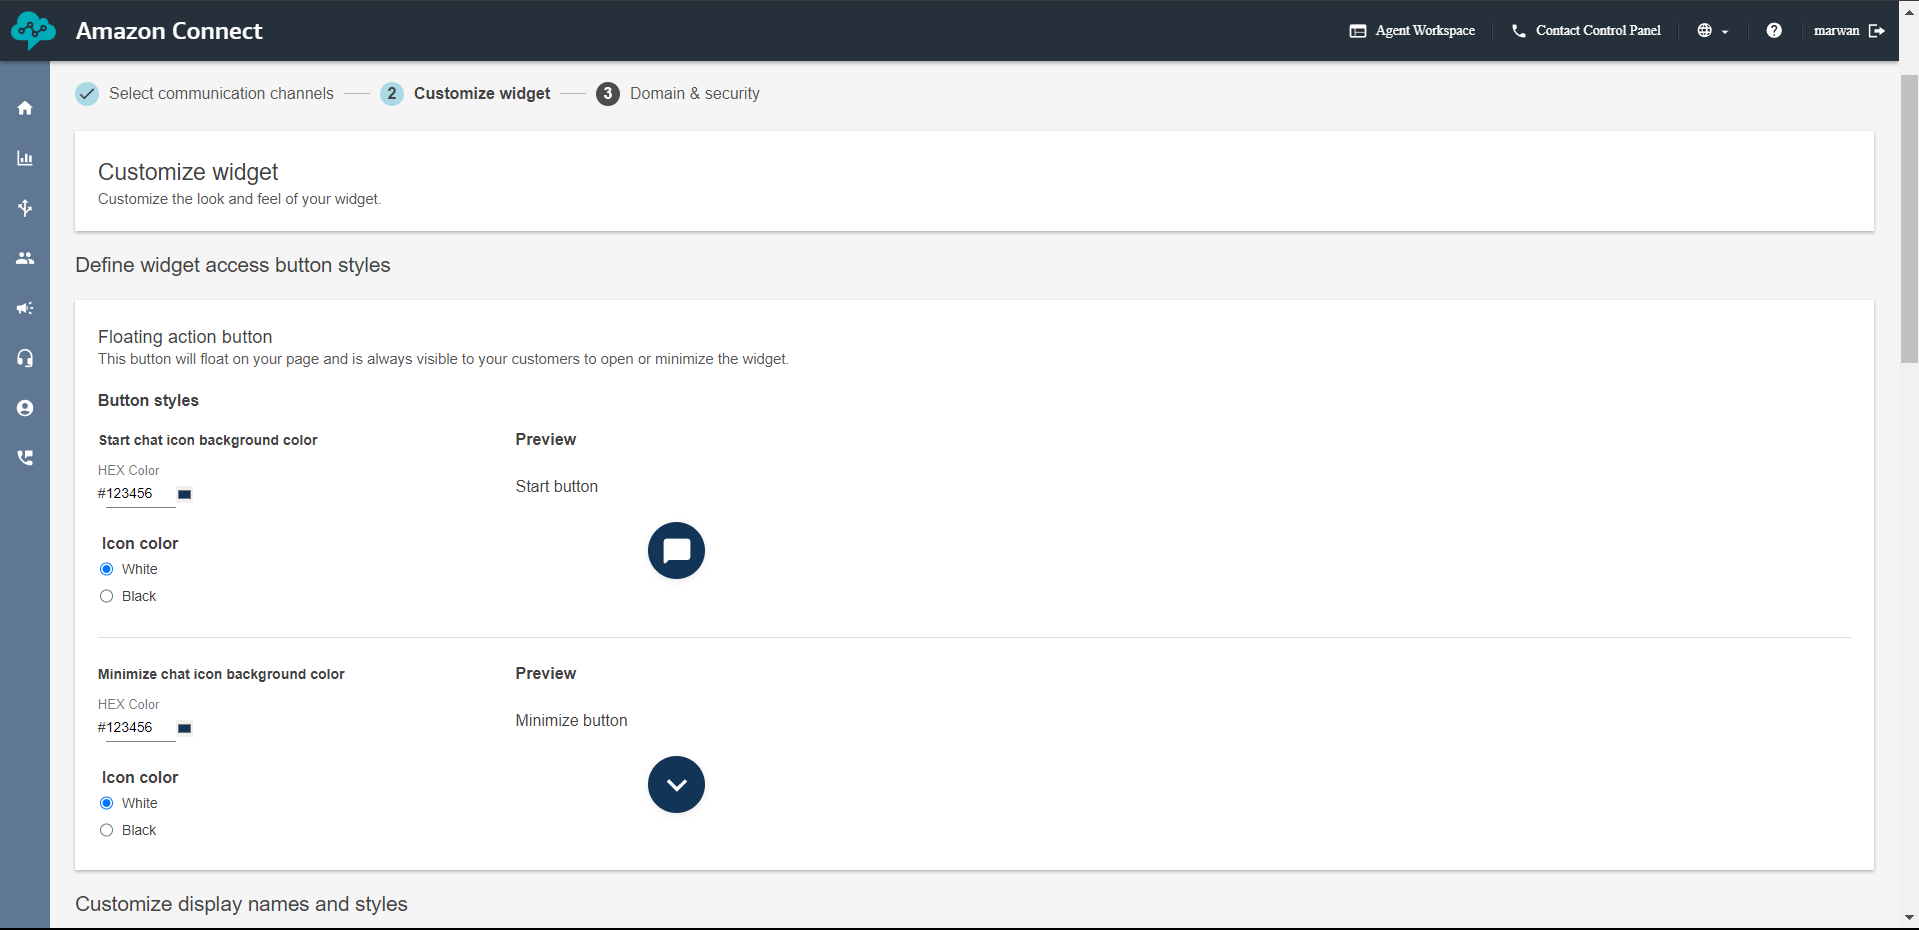 Amazon Connect
Agent Workspace
Contact Control Panel
marwan
Select communication channels
2 Customize widget
3 Domain & security
Customize widget
Customize the look and feel of your widget.
Define widget access button styles
Floating action button
This button will float on your page and is always visible to your customers to open or minimize the widget.
Button styles
Start chat icon background color
Preview
HEX Color
Start button
#123456
Icon color
White
Black
Minimize chat icon background color
Preview
HEX Color
Minimize button
#123456
Icon color
White
Black
Customize display names and styles